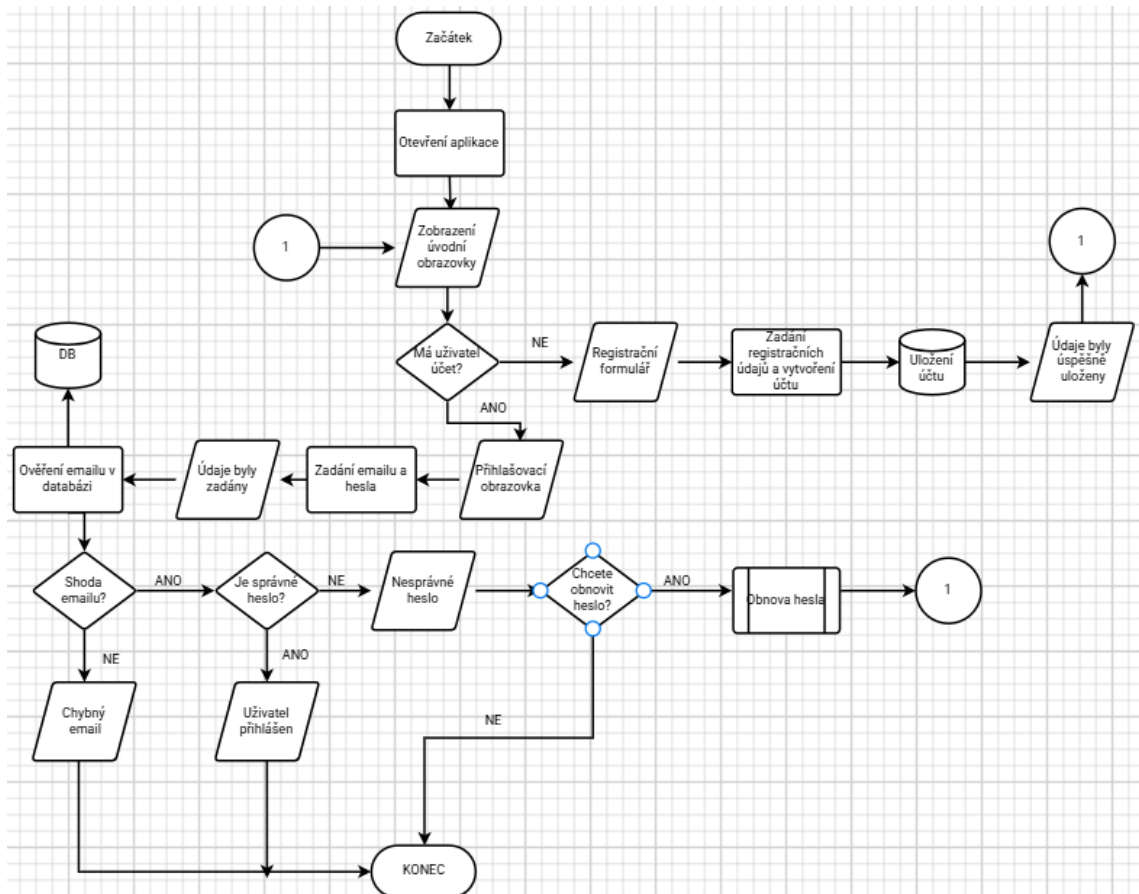 Začátek
Otevření aplikace
Zobrazení
úvodní
obrazovky
1
1
Má uživatel
účet?
NE
Registrační
formulář
Zadání
registračních
údajů a vytvoření
účtu
Uložení
účtu
Údaje byly
úspěšně
uloženy
DB
ANO
Ověření emailu v
databázi
Údaje byly
zadány
Zadání emailu a
hesla
Přihlašovací
obrazovka
Shoda
emailu?
ANO
Je správné
heslo?
NE
Nesprávné
heslo
Chcete
obnovit
heslo?
ANO
Obnova hesla
1
NE
ANO
Chybný
email
Uživatel
přihlášen
NE
KONEC